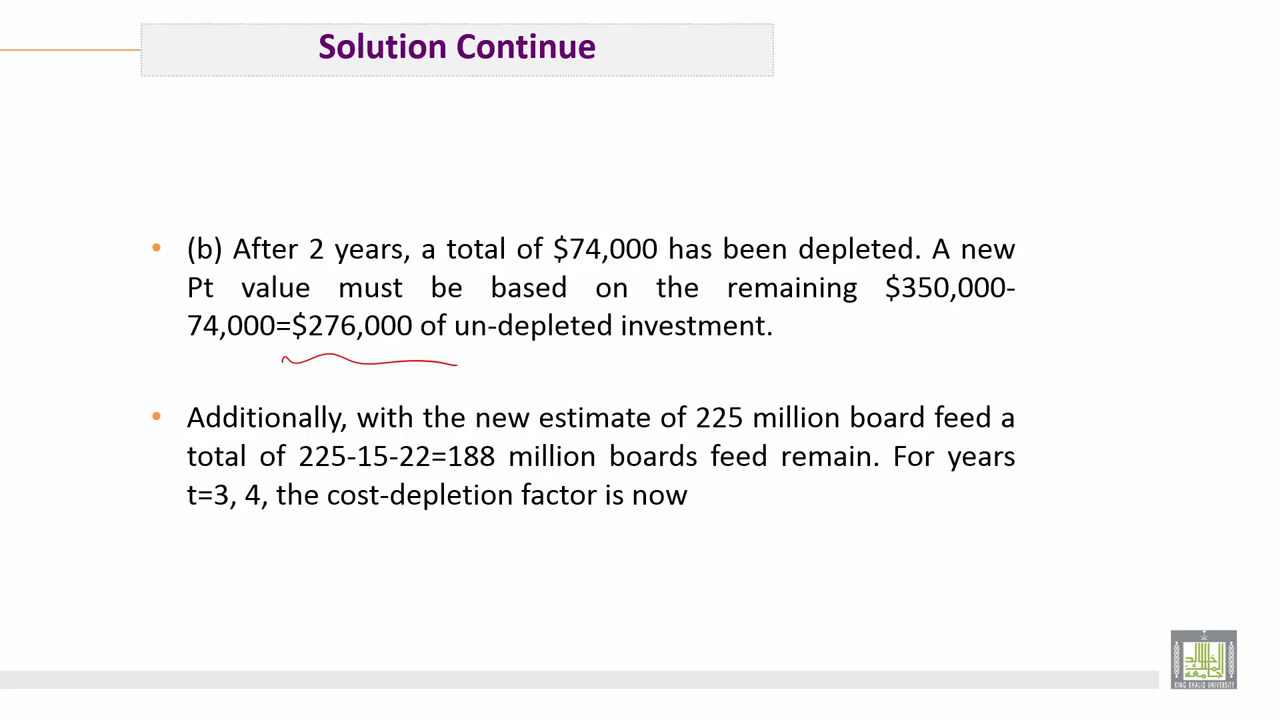 Solution Continue
• (b) After 2 years, a total of $74,000 has been depleted. A new
Pt value must be based on the remaining $350,000-
74,000=$276,000 of un-depleted investment.
• Additionally, with the new estimate of 225 million board feed a
total of 225-15-22=188 million boards feed remain. For years
t=3, 4, the cost-depletion factor is now
KING KHALID UNIVERSITY